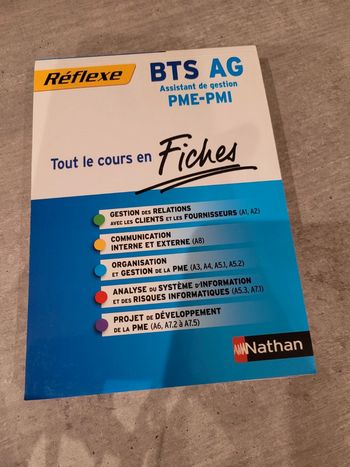 Réflexe
BTS AG
Assistant de gestion
PME-PMI
Tout le cours en Fiches
GESTION DES RELATIONS
AVEC LES CLIENTS ET LES FOURNISSEURS (A1, A2)
COMMUNICATION
INTERNE ET EXTERNE (A8)
ORGANISATION
ET GESTION DE LA PME (A3, A4, A5.1, A5.2)
ANALYSE DU SYSTÈME D'INFORMATION
ET DES RISQUES INFORMATIQUES (A5.3, A7.1)
PROJET DE DÉVELOPPEMENT
DE LA PME (A6, A7.2 à A7.5)
Nathan